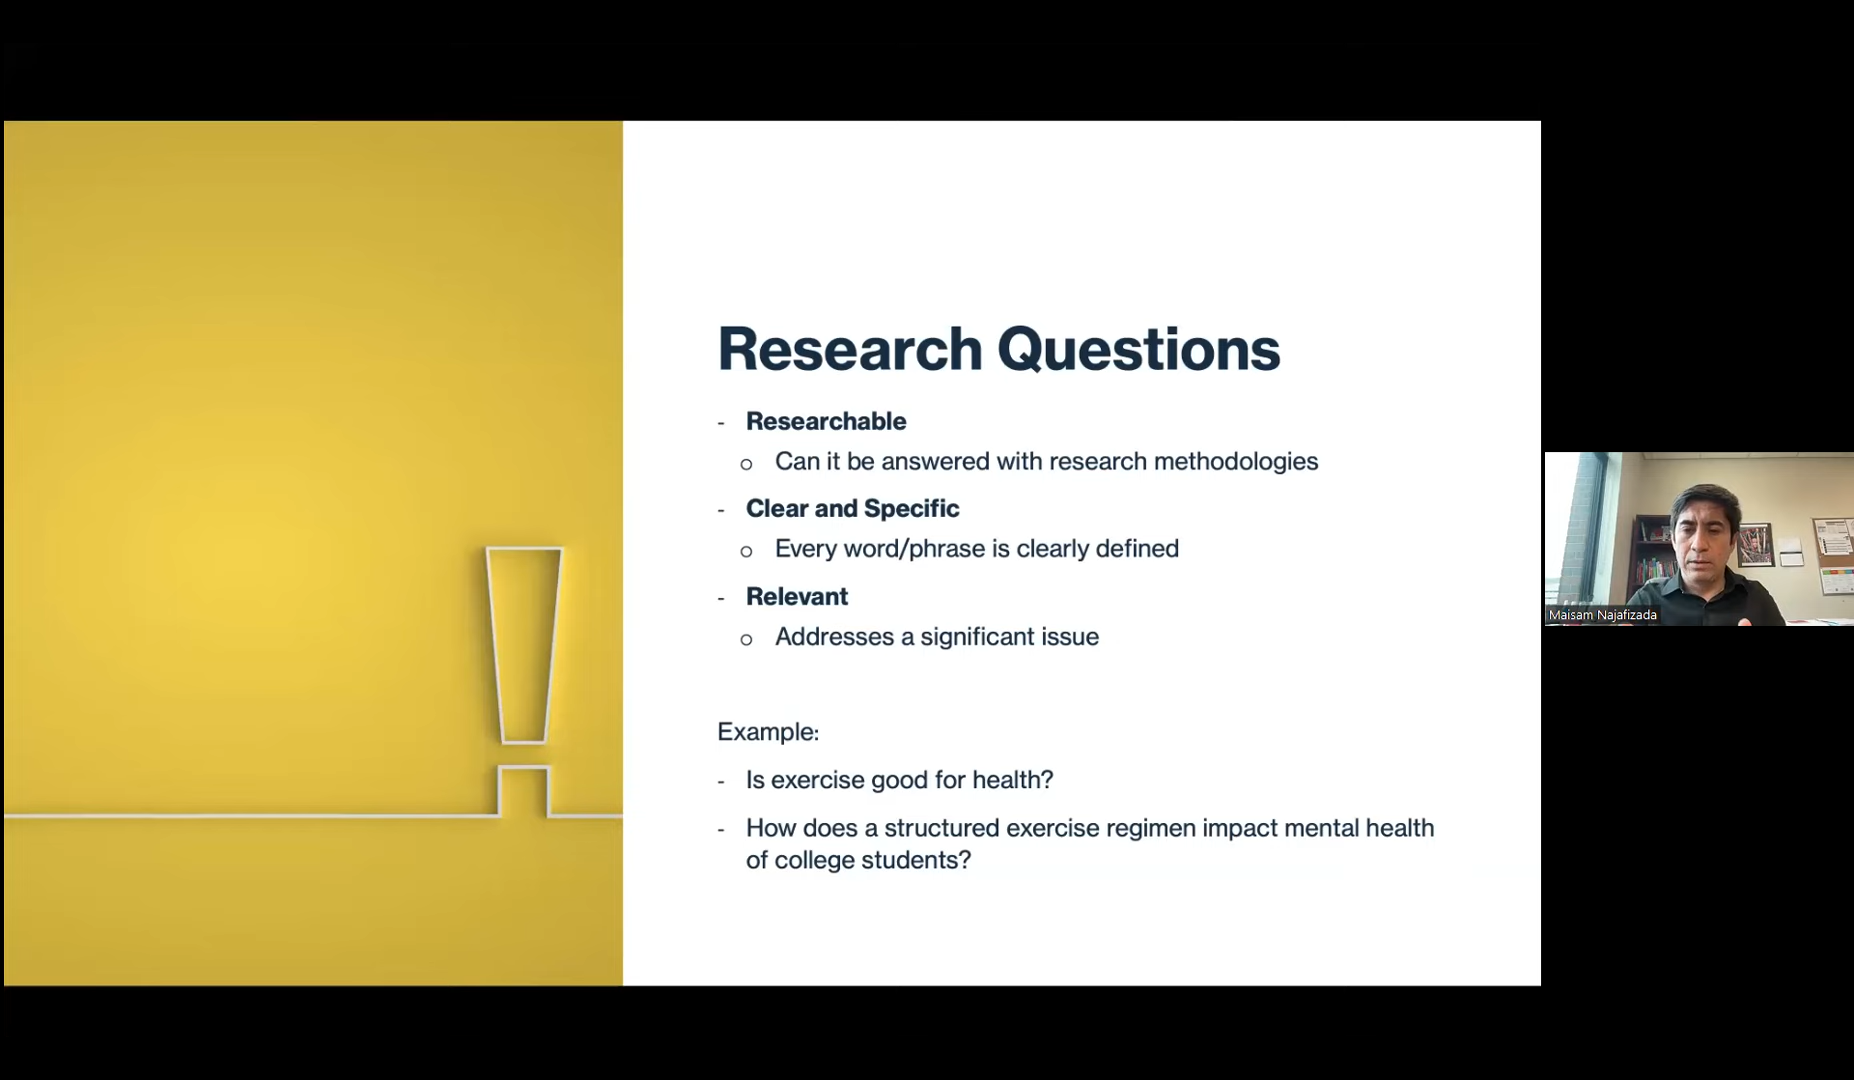 Research Questions
- Researchable
o Can it be answered with research methodologies
- Clear and Specific
o Every word/phrase is clearly defined
- Relevant
o Addresses a significant issue
Example:
- Is exercise good for health?
- How does a structured exercise regimen impact mental health
of college students?
Maisam Najafizada